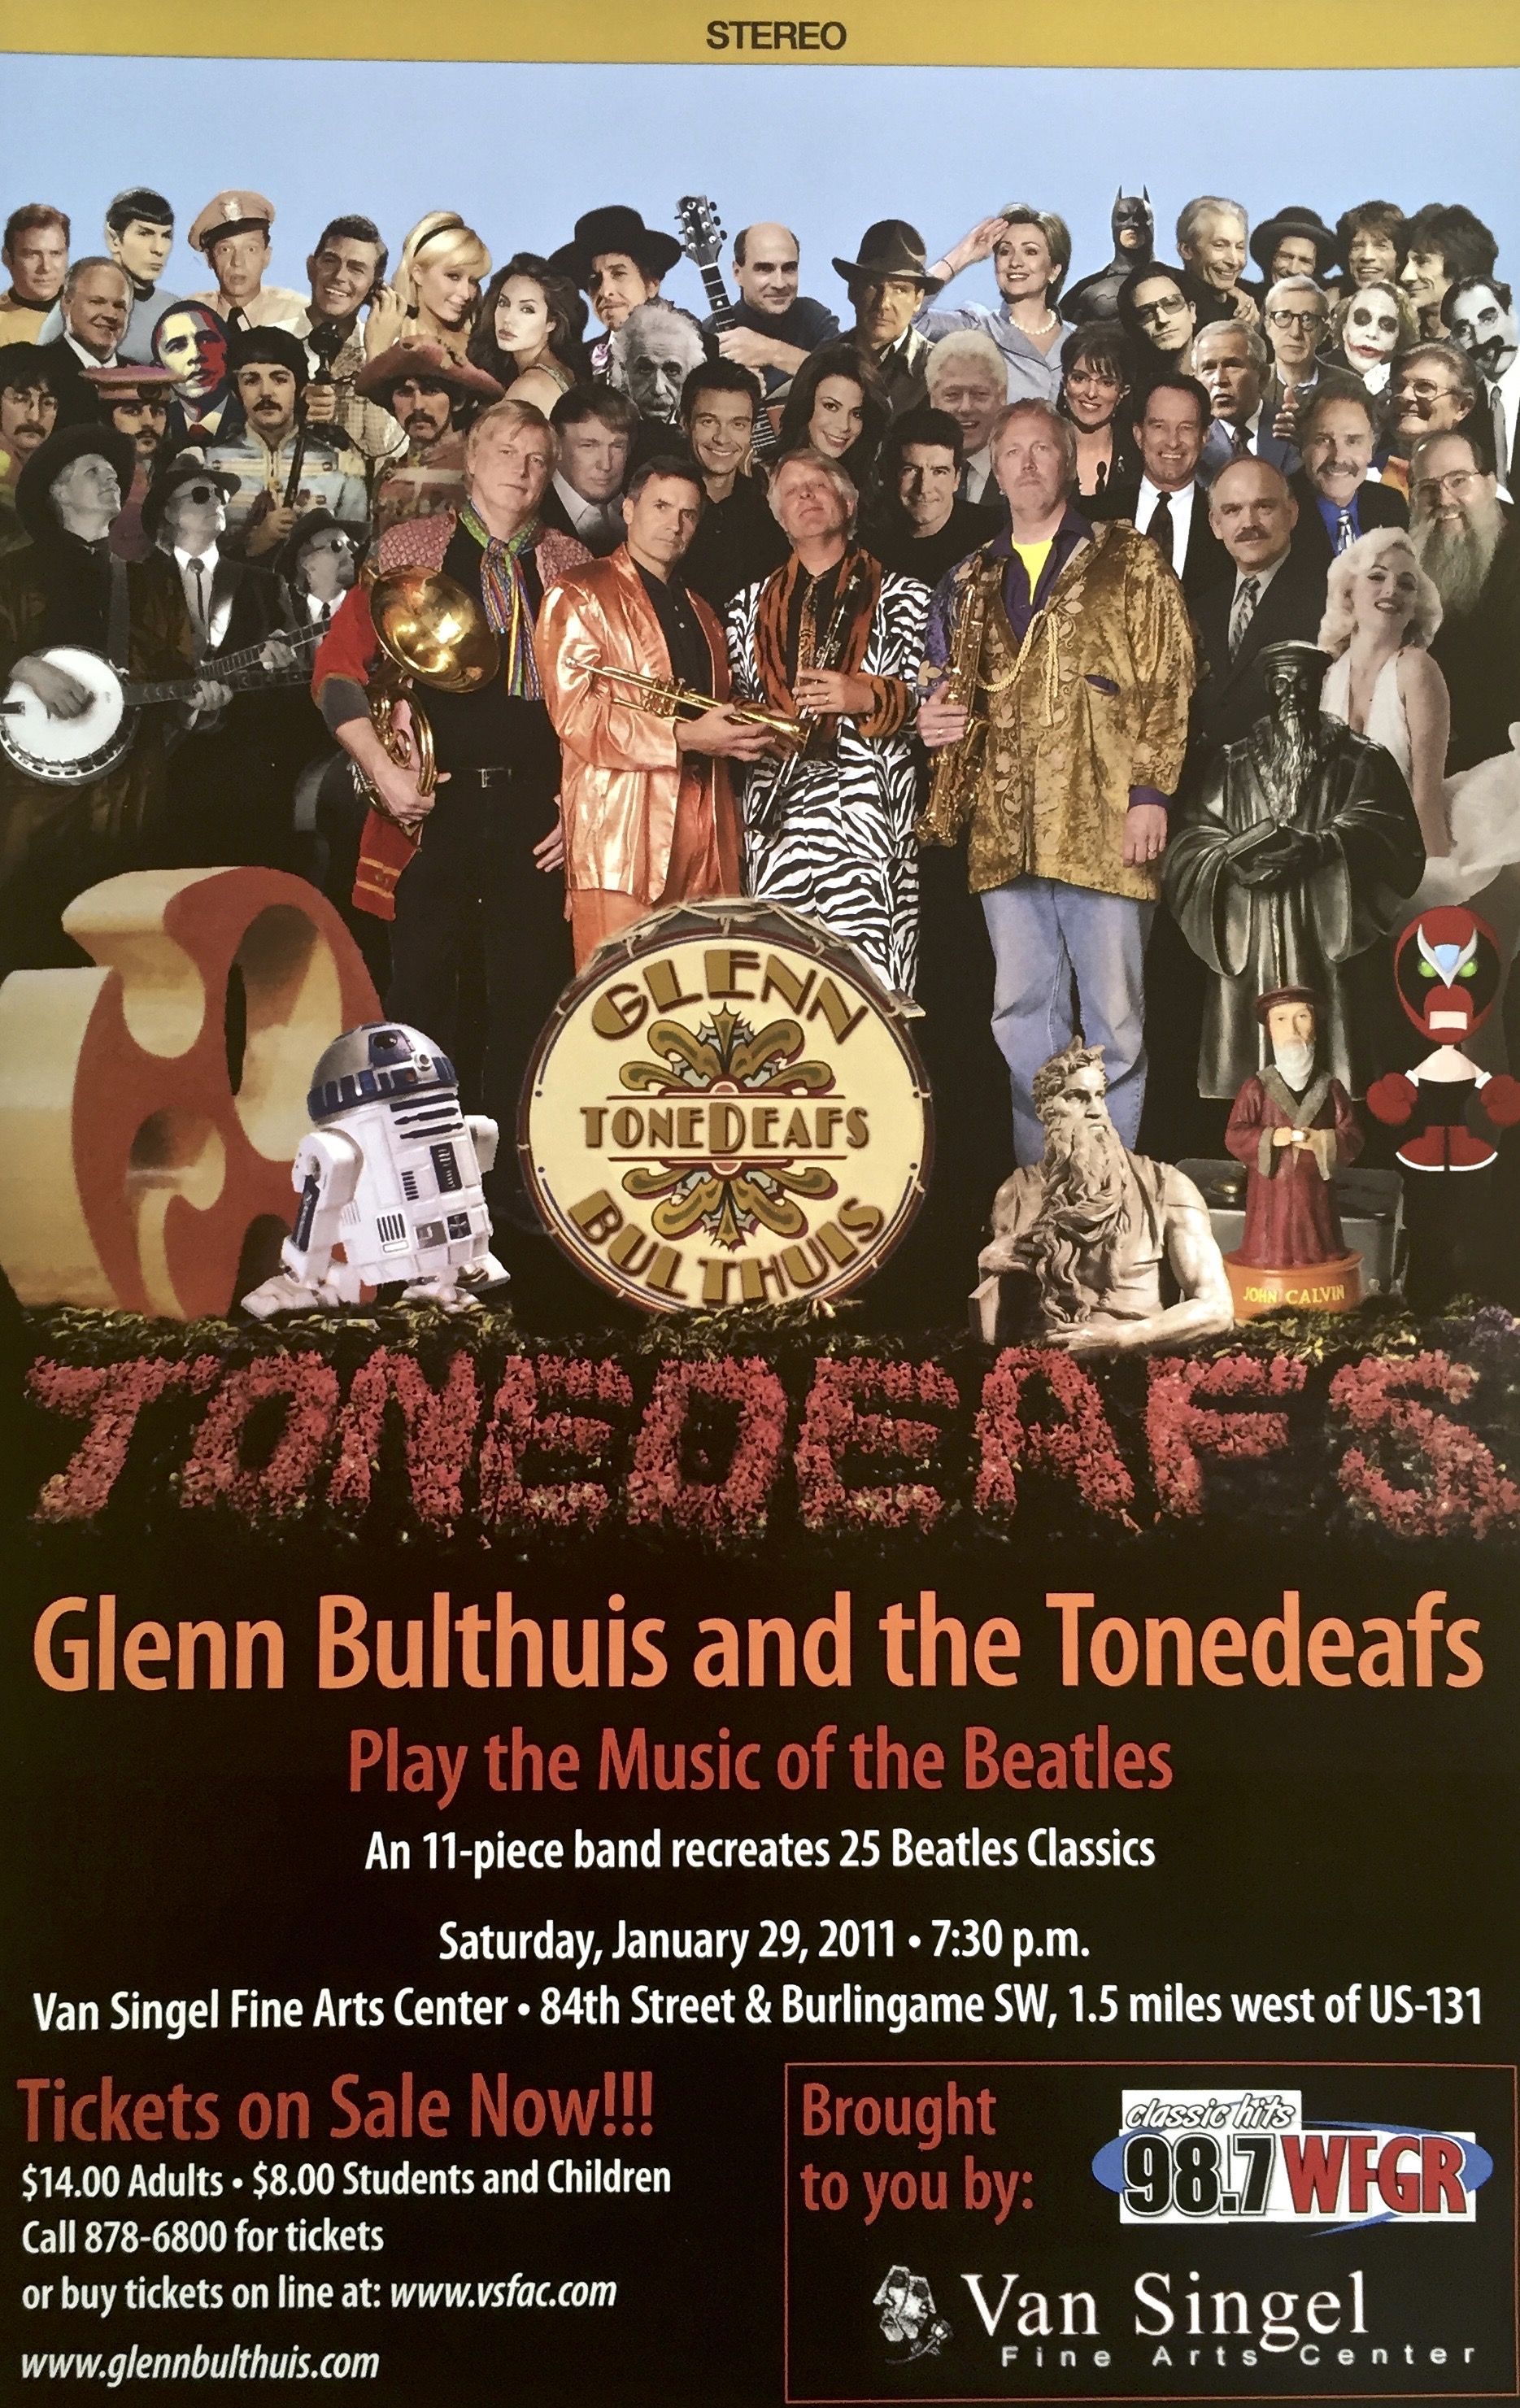 STEREO
GLENN
TONEDEAFS
BULTHUIS
JOHN CALVIN
TONEDEAFS
Glenn Bulthuis and the Tonedeafs
Play the Music of the Beatles
An 11-piece band recreates 25 Beatles Classics
Saturday, January 29, 2011 • 7:30 p.m.
Van Singel Fine Arts Center • 84th Street & Burlingame SW, 1.5 miles west of US-131
Tickets on Sale Now!!!
$14.00 Adults • $8.00 Students and Children
Call 878-6800 for tickets
or buy tickets on line at: www.vsfac.com
www.glennbulthuis.com
Brought
to you by:
classic hits
98.7 WFGR
Van Singel
Fine Arts Center